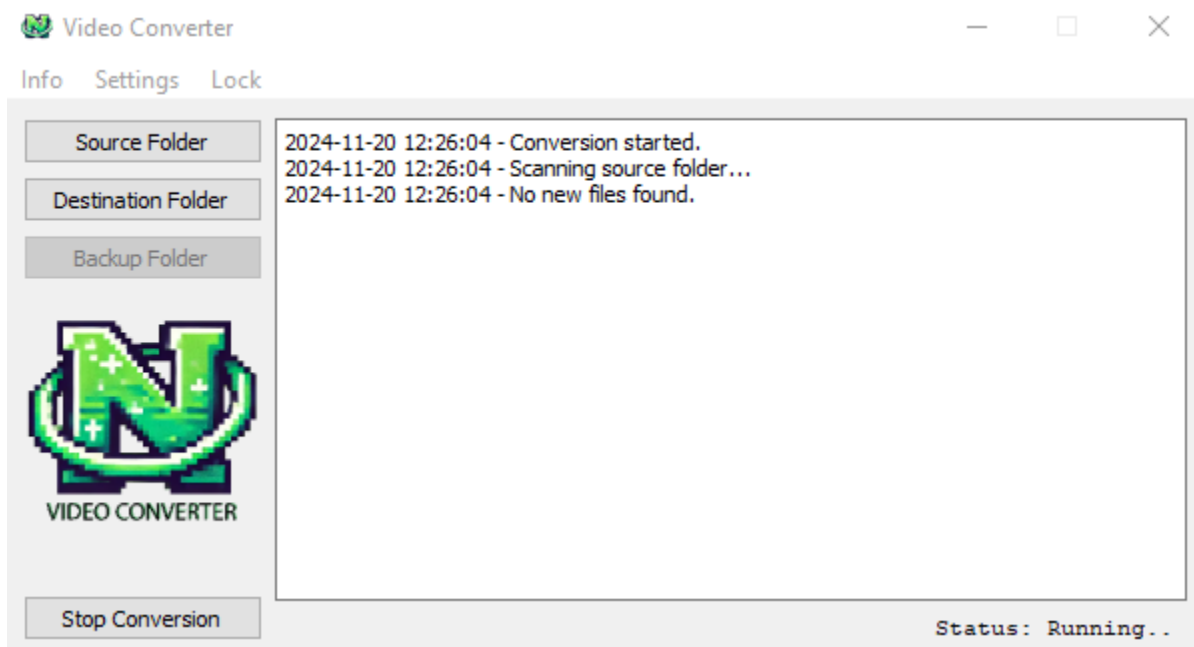 Video Converter
Info Settings Lock
Source Folder
Destination Folder
Backup Folder
N
VIDEO CONVERTER
Stop Conversion
2024-11-20 12:26:04 - Conversion started.
2024-11-20 12:26:04 - Scanning source folder...
2024-11-20 12:26:04 - No new files found.
Status: Running..